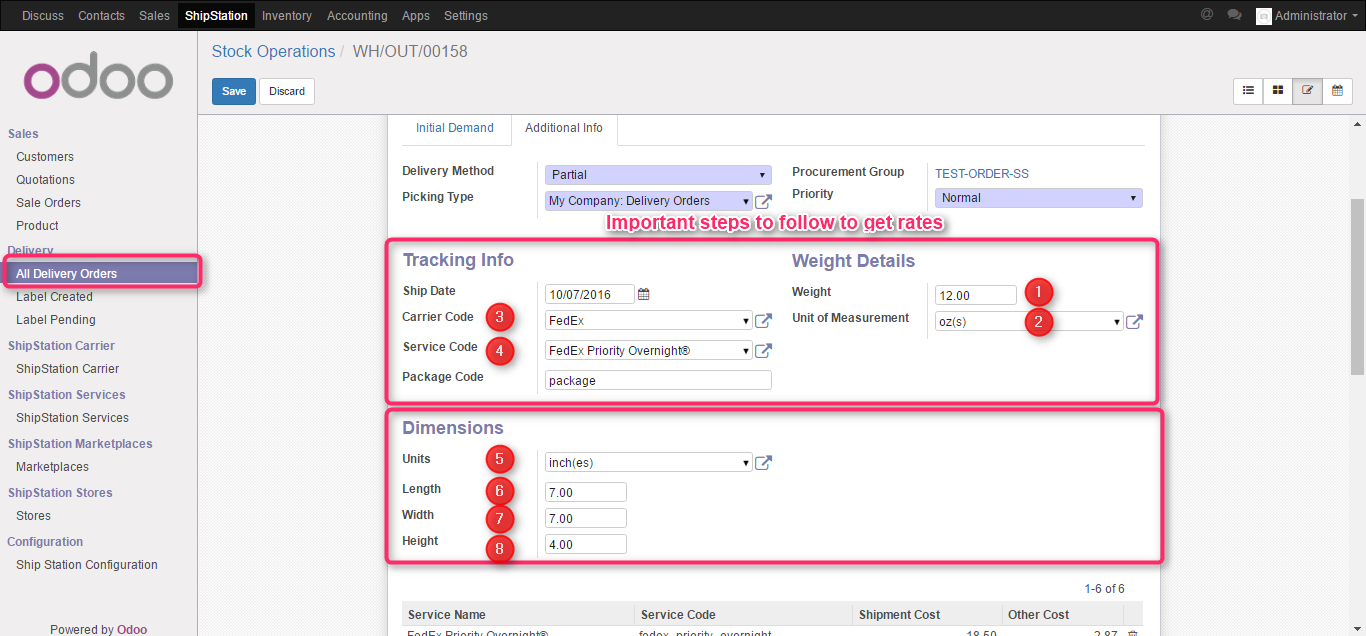 Discuss Contacts Sales ShipStation Inventory Accounting Apps Settings @ Administrator
odoo
Stock Operations / WH/OUT/00158
Save Discard
Sales
Customers
Quotations
Sale Orders
Product
Delivery
All Delivery Orders
Label Created
Label Pending
ShipStation Carrier
ShipStation Carrier
ShipStation Services
ShipStation Services
ShipStation Marketplaces
Marketplaces
ShipStation Stores
Stores
Configuration
Ship Station Configuration
Powered by Odoo
Initial Demand Additional Info
Delivery Method Partial
Picking Type My Company: Delivery Orders
Procurement Group TEST-ORDER-SS
Priority Normal
Important steps to follow to get rates
Tracking Info
Ship Date 10/07/2016
Carrier Code 3 FedEx
Service Code 4 FedEx Priority Overnight®
Package Code package
Weight Details
Weight 12.00 1
Unit of Measurement oz(s) 2
Dimensions
Units 5 inch(es)
Length 6 7.00
Width 7 7.00
Height 8 4.00
1-6 of 6
Service Name Service Code Shipment Cost Other Cost
FedEx Priority Overnight® fedex_priority_overnight 18.50 2.87